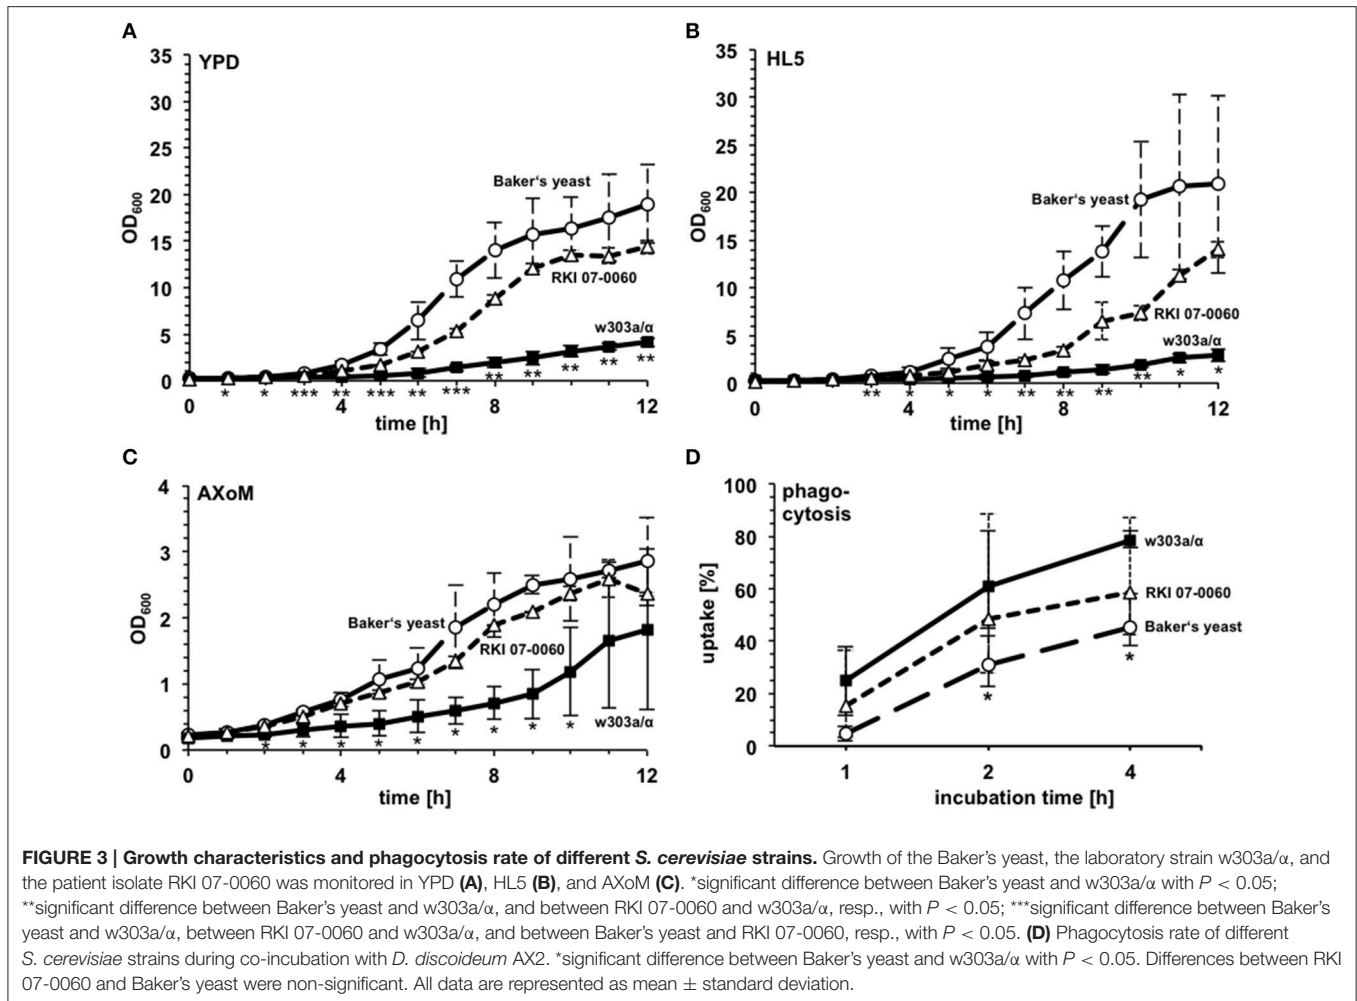 A
YPD
35
30
25
20
15
10
5
0
OD600
Baker‘s yeast
RKI 07-0060
w303a/α
* * *** ** *** ** *** ** ** ** ** **
0 4 8 12
time [h]
B
HL5
35
30
25
20
15
10
5
0
OD600
Baker‘s yeast
RKI 07-0060
w303a/α
** * * * ** ** ** ** * *
0 4 8 12
time [h]
C
AXoM
4
3
2
1
0
OD600
Baker‘s yeast
RKI 07-0060
w303a/α
* * * * * * * * *
0 4 8 12
time [h]
D
phago-
cytosis
100
80
60
40
20
0
uptake [%]
w303a/α
RKI 07-0060
Baker‘s yeast
* *
1 2 4
incubation time [h]
FIGURE 3 | Growth characteristics and phagocytosis rate of different S. cerevisiae strains. Growth of the Baker's yeast, the laboratory strain w303a/α, and
the patient isolate RKI 07-0060 was monitored in YPD (A), HL5 (B), and AXoM (C). *significant difference between Baker's yeast and w303a/α with P < 0.05;
**significant difference between Baker's yeast and w303a/α, and between RKI 07-0060 and w303a/α, resp., with P < 0.05; ***significant difference between Baker's
yeast and w303a/α, between RKI 07-0060 and w303a/α, and between Baker's yeast and RKI 07-0060, resp., with P < 0.05. (D) Phagocytosis rate of different
S. cerevisiae strains during co-incubation with D. discoideum AX2. *significant difference between Baker's yeast and w303a/α with P < 0.05. Differences between RKI
07-0060 and Baker's yeast were non-significant. All data are represented as mean ± standard deviation.